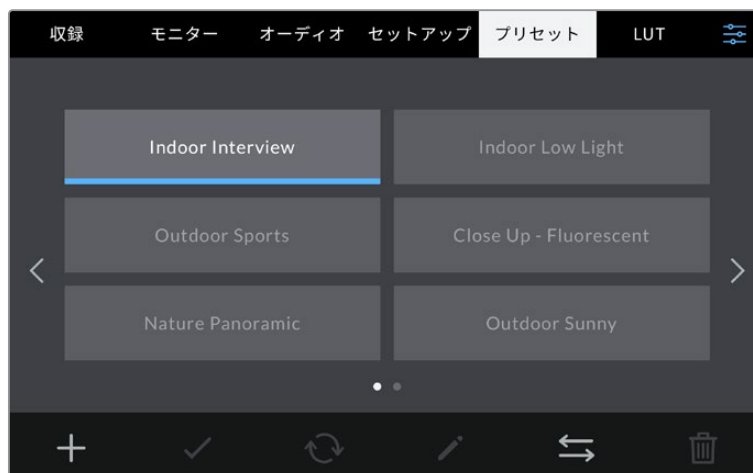 収録 モニター オーディオ セットアップ プリセット LUT
Indoor Interview Indoor Low Light
Outdoor Sports Close Up - Fluorescent
Nature Panoramic Outdoor Sunny